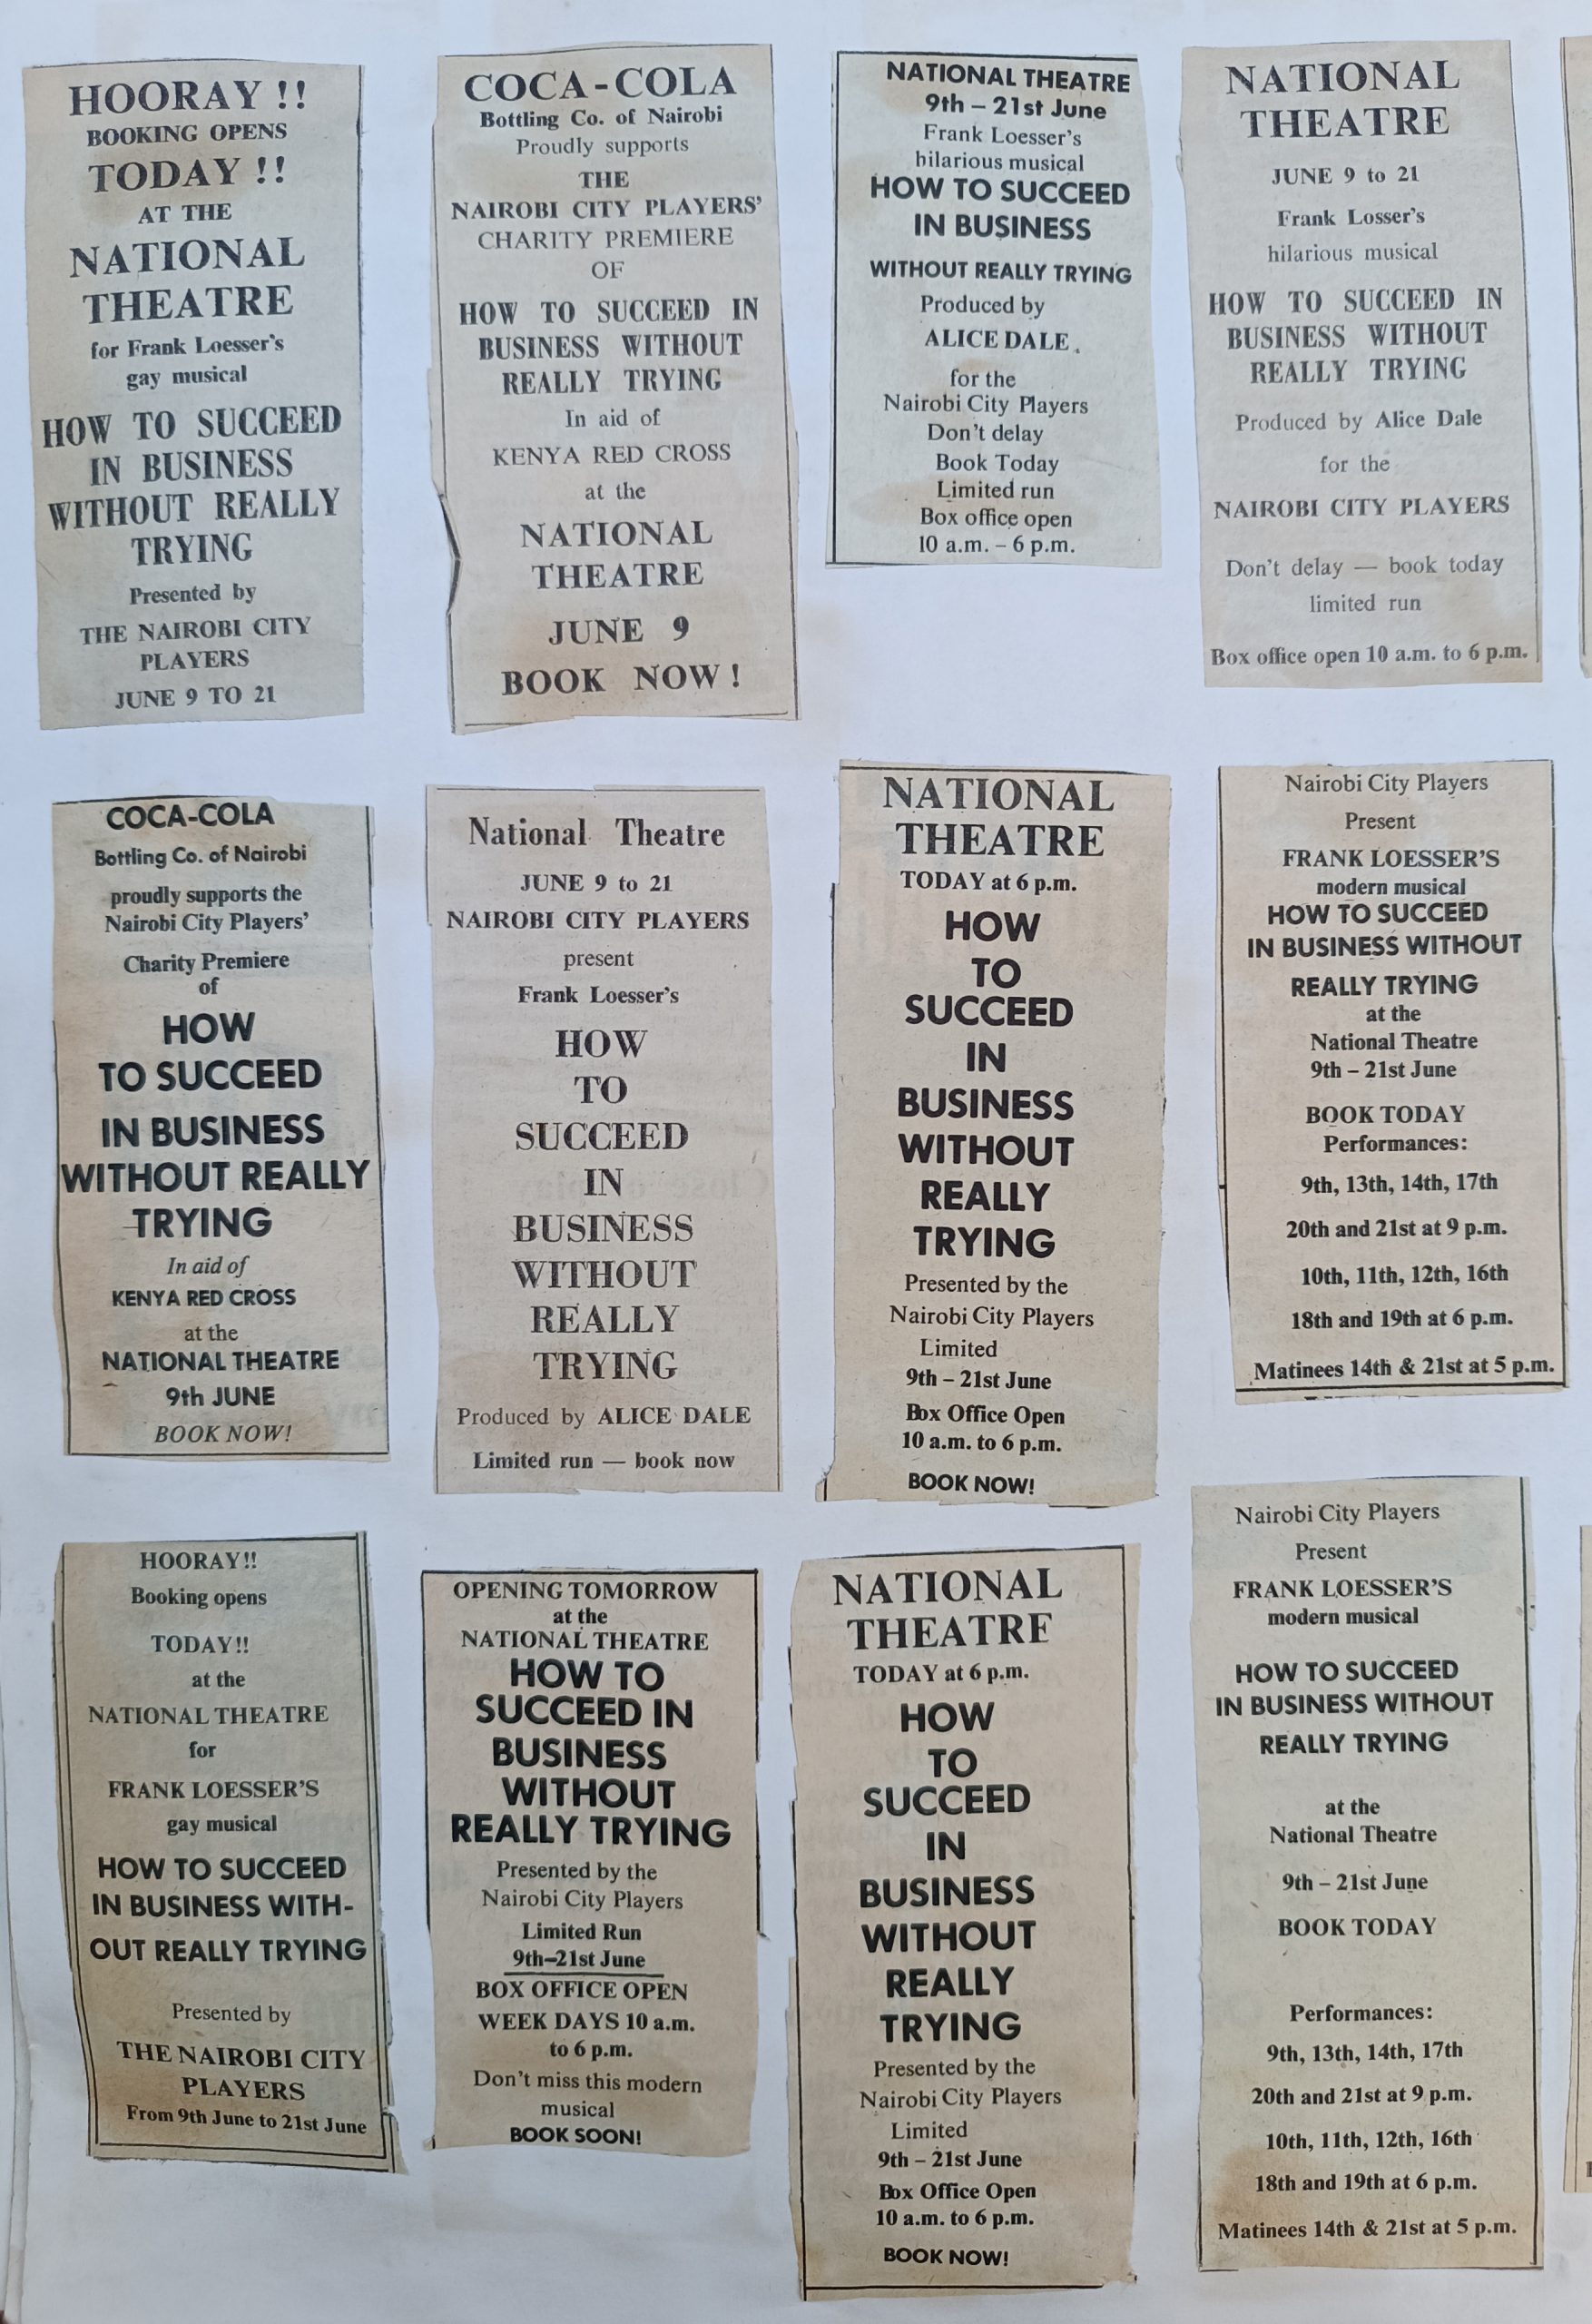 HOORAY !!
BOOKING OPENS
TODAY !!
AT THE
NATIONAL
THEATRE
for Frank Loesser's
gay musical
HOW TO SUCCEED
IN BUSINESS
WITHOUT REALLY
TRYING
Presented by
THE NAIROBI CITY
PLAYERS
JUNE 9 TO 21
COCA-COLA
Bottling Co. of Nairobi
Proudly supports
THE
NAIROBI CITY PLAYERS'
CHARITY PREMIERE
OF
HOW TO SUCCEED IN
BUSINESS WITHOUT
REALLY TRYING
In aid of
KENYA RED CROSS
at the
NATIONAL
THEATRE
JUNE 9
BOOK NOW !
NATIONAL THEATRE
9th – 21st June
Frank Loesser's
hilarious musical
HOW TO SUCCEED
IN BUSINESS
WITHOUT REALLY TRYING
Produced by
ALICE DALE
for the
Nairobi City Players
Don't delay
Book Today
Limited run
Box office open
10 a.m. – 6 p.m.
NATIONAL
THEATRE
JUNE 9 to 21
Frank Losser's
hilarious musical
HOW TO SUCCEED IN
BUSINESS WITHOUT
REALLY TRYING
Produced by Alice Dale
for the
NAIROBI CITY PLAYERS
Don't delay — book today
limited run
Box office open 10 a.m. to 6 p.m.
COCA-COLA
Bottling Co. of Nairobi
proudly supports the
Nairobi City Players'
Charity Premiere
of
HOW
TO SUCCEED
IN BUSINESS
WITHOUT REALLY
TRYING
In aid of
KENYA RED CROSS
at the
NATIONAL THEATRE
9th JUNE
BOOK NOW!
National Theatre
JUNE 9 to 21
NAIROBI CITY PLAYERS
present
Frank Loesser's
HOW
TO
SUCCEED
IN
BUSINESS
WITHOUT
REALLY
TRYING
Produced by ALICE DALE
Limited run — book now
NATIONAL
THEATRE
TODAY at 6 p.m.
HOW
TO
SUCCEED
IN
BUSINESS
WITHOUT
REALLY
TRYING
Presented by the
Nairobi City Players
Limited
9th – 21st June
Box Office Open
10 a.m. to 6 p.m.
BOOK NOW!
Nairobi City Players
Present
FRANK LOESSER'S
modern musical
HOW TO SUCCEED
IN BUSINESS WITHOUT
REALLY TRYING
at the
National Theatre
9th – 21st June
BOOK TODAY
Performances:
9th, 13th, 14th, 17th
20th and 21st at 9 p.m.
10th, 11th, 12th, 16th
18th and 19th at 6 p.m.
Matinees 14th & 21st at 5 p.m.
HOORAY!!
Booking opens
TODAY!!
at the
NATIONAL THEATRE
for
FRANK LOESSER'S
gay musical
HOW TO SUCCEED
IN BUSINESS WITH-
OUT REALLY TRYING
Presented by
THE NAIROBI CITY
PLAYERS
From 9th June to 21st June
OPENING TOMORROW
at the
NATIONAL THEATRE
HOW TO
SUCCEED IN
BUSINESS
WITHOUT
REALLY TRYING
Presented by the
Nairobi City Players
Limited Run
9th–21st June
BOX OFFICE OPEN
WEEK DAYS 10 a.m.
to 6 p.m.
Don't miss this modern
musical
BOOK SOON!
NATIONAL
THEATRE
TODAY at 6 p.m.
HOW
TO
SUCCEED
IN
BUSINESS
WITHOUT
REALLY
TRYING
Presented by the
Nairobi City Players
Limited
9th – 21st June
Box Office Open
10 a.m. to 6 p.m.
BOOK NOW!
Nairobi City Players
Present
FRANK LOESSER'S
modern musical
HOW TO SUCCEED
IN BUSINESS WITHOUT
REALLY TRYING
at the
National Theatre
9th – 21st June
BOOK TODAY
Performances:
9th, 13th, 14th, 17th
20th and 21st at 9 p.m.
10th, 11th, 12th, 16th
18th and 19th at 6 p.m.
Matinees 14th & 21st at 5 p.m.